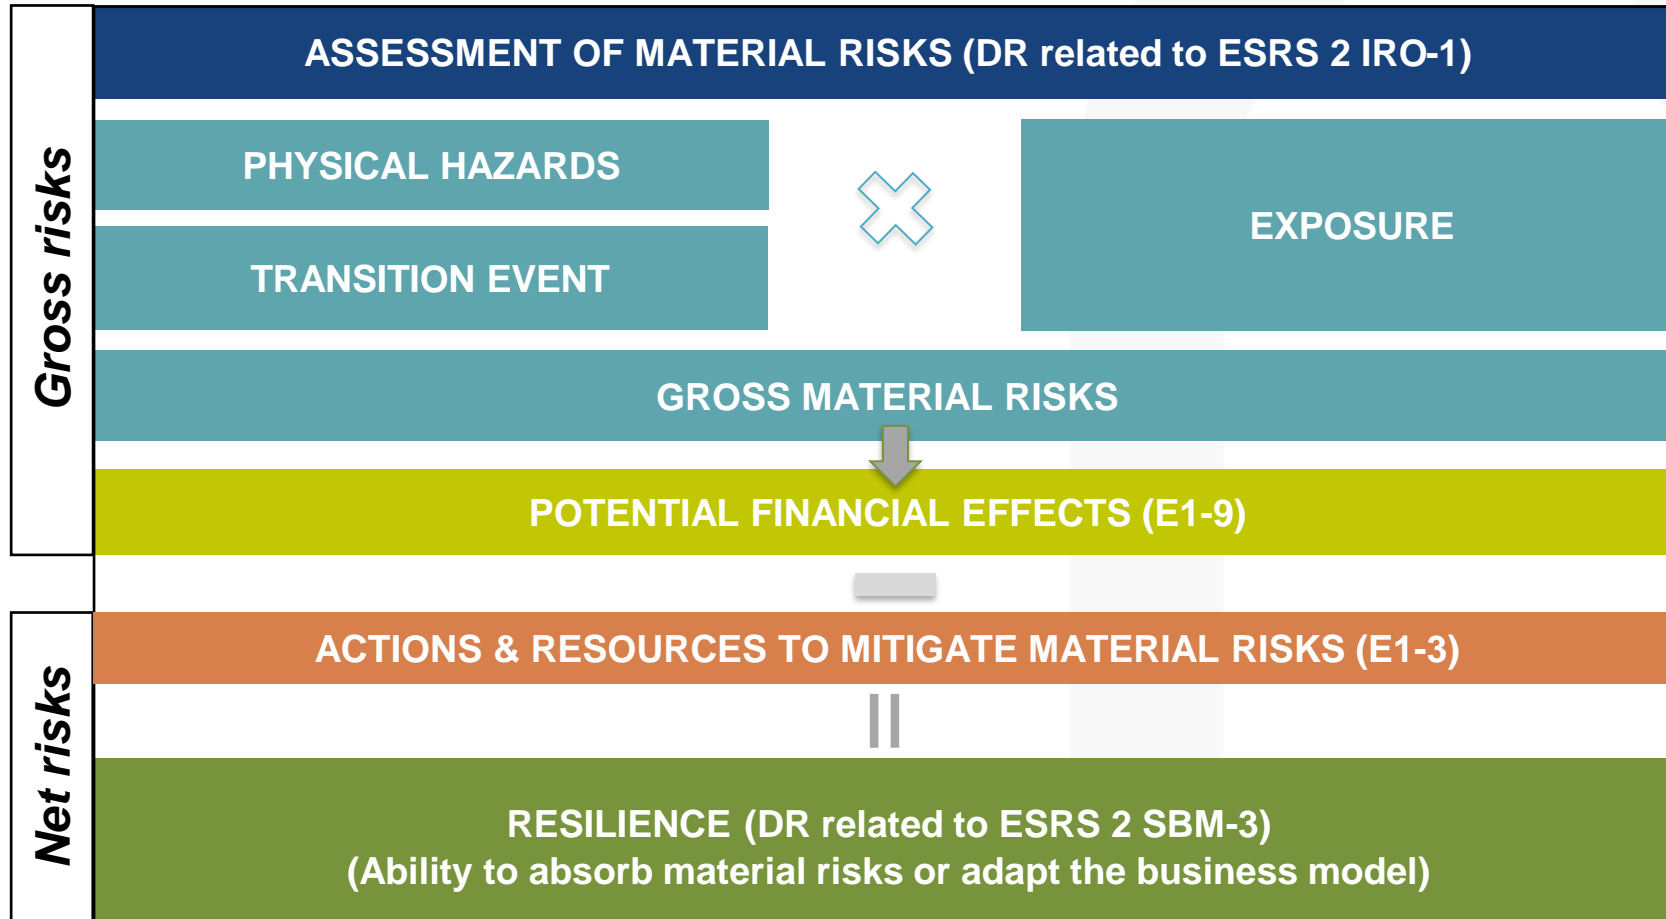 Gross risks
ASSESSMENT OF MATERIAL RISKS (DR related to ESRS 2 IRO-1)
PHYSICAL HAZARDS
TRANSITION EVENT
EXPOSURE
GROSS MATERIAL RISKS
POTENTIAL FINANCIAL EFFECTS (E1-9)
Net risks
ACTIONS & RESOURCES TO MITIGATE MATERIAL RISKS (E1-3)
RESILIENCE (DR related to ESRS 2 SBM-3)
(Ability to absorb material risks or adapt the business model)